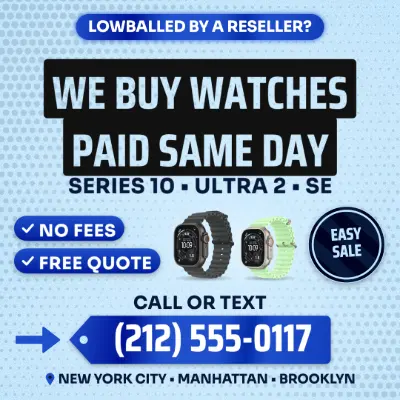 LOWBALLED BY A RESELLER?
WE BUY WATCHES
PAID SAME DAY
SERIES 10 ▪ ULTRA 2 ▪ SE
NO FEES
FREE QUOTE
EASY
SALE
CALL OR TEXT
(212) 555-0117
NEW YORK CITY ▪ MANHATTAN ▪ BROOKLYN